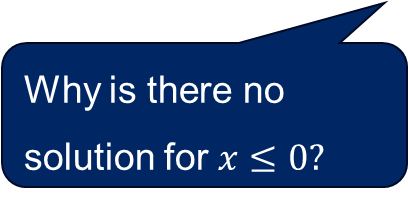 Why is there no
solution for 𝑥 ≤ 0?